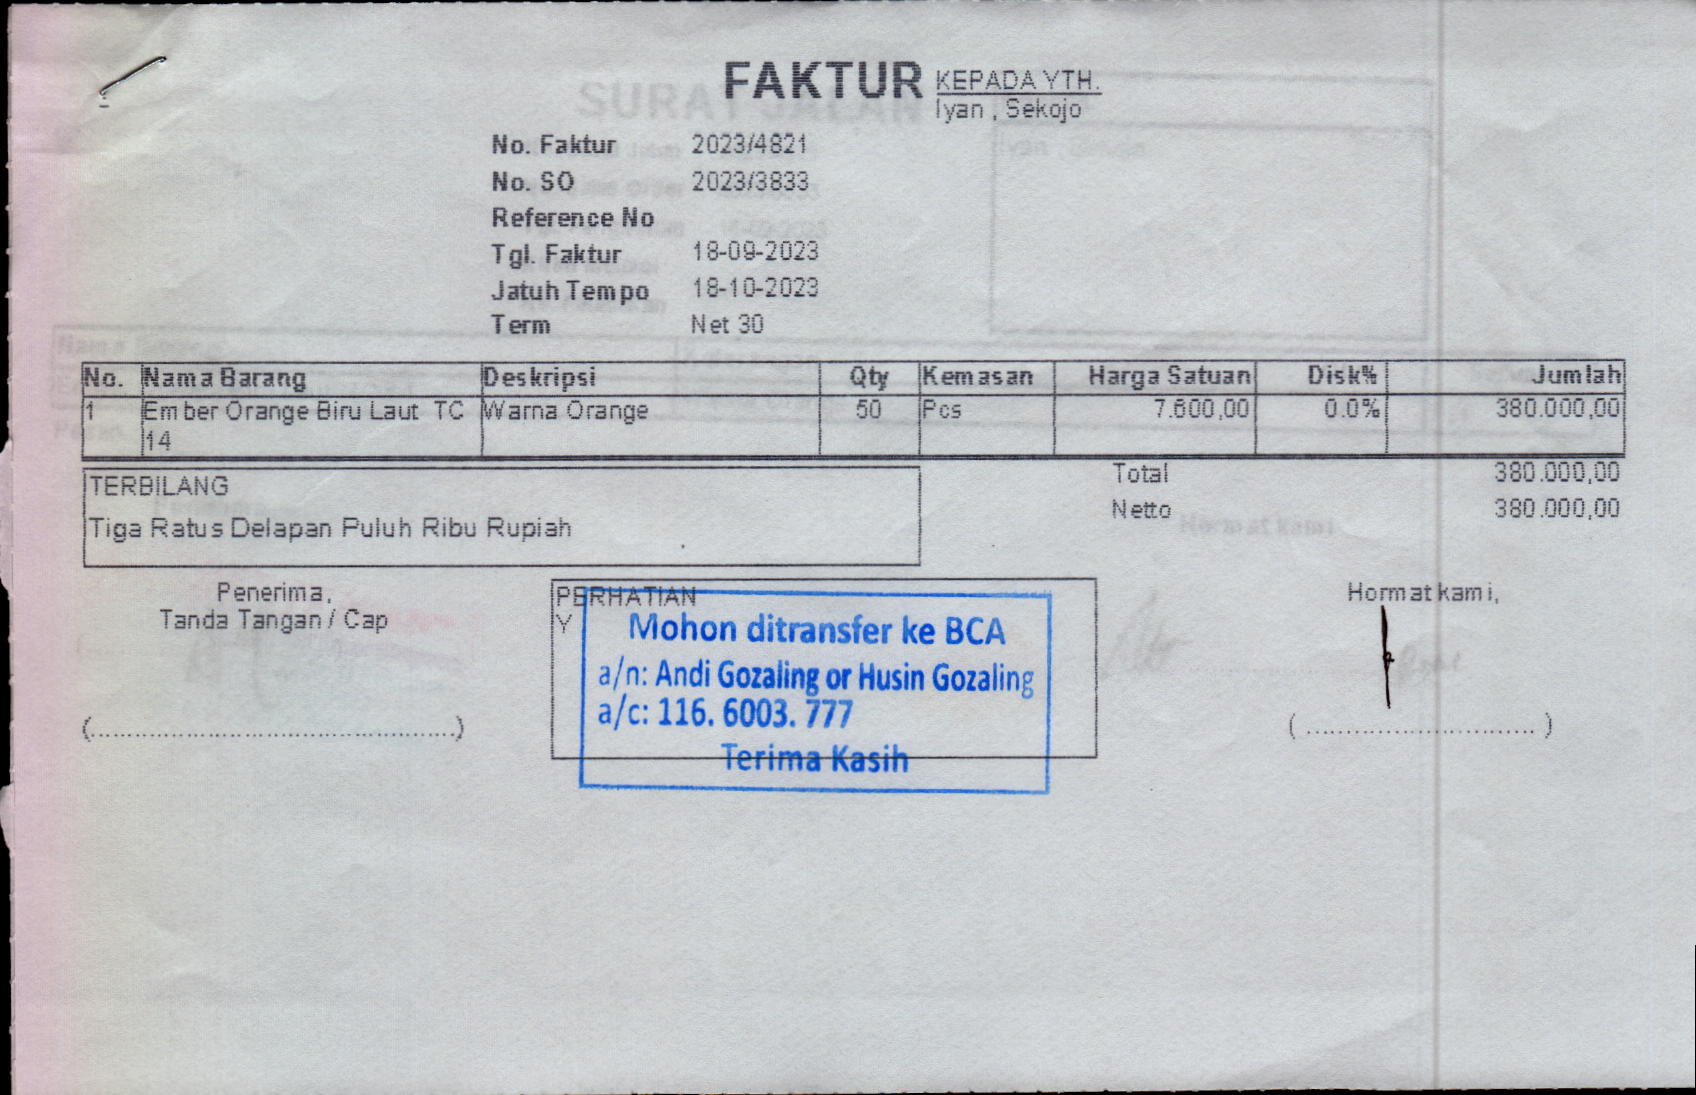 FAKTUR
KEPADA YTH.
Iyan , Sekojo
No. Faktur 2023/4821
No. SO 2023/3833
Reference No
Tgl. Faktur 18-09-2023
Jatuh Tempo 18-10-2023
Term Net 30
No. Nama Barang Deskripsi Qty Kemasan Harga Satuan Disk% Jumlah
1 Ember Orange Biru Laut TC Warna Orange 50 Pcs 7.600,00 0.0% 380.000,00
14
Total 380.000,00
Netto 380.000,00
TERBILANG
Tiga Ratus Delapan Puluh Ribu Rupiah
Penerima,
Tanda Tangan / Cap
(............................................)
PERHATIAN
Y
Mohon ditransfer ke BCA
a/n: Andi Gozaling or Husin Gozaling
a/c: 116. 6003. 777
Terima Kasih
Hormat kami,
( ............................ )